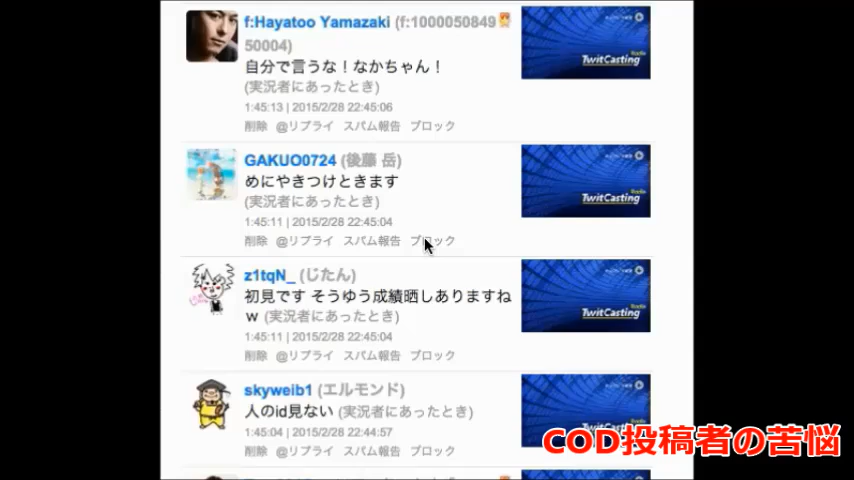 f:Hayatoo Yamazaki (f:1000050849
50004)
自分で言うな！なかちゃん！
(実況者にあったとき)
1:45:13 | 2015/2/28 22:45:06
削除 @リプライ スパム報告 ブロック
TwitCasting
GAKUO0724 (後藤 岳)
めにやきつけときます
(実況者にあったとき)
1:45:11 | 2015/2/28 22:45:04
削除 @リプライ スパム報告 ブロック
TwitCasting
z1tqN_ (じたん)
初見です そうゆう成績晒しありますね
w (実況者にあったとき)
1:45:11 | 2015/2/28 22:45:04
削除 @リプライ スパム報告 ブロック
TwitCasting
skyweib1 (エルモンド)
人のid見ない (実況者にあったとき)
1:45:04 | 2015/2/28 22:44:57
削除 @リプライ スパム報告 ブロック
COD投稿者の苦悩